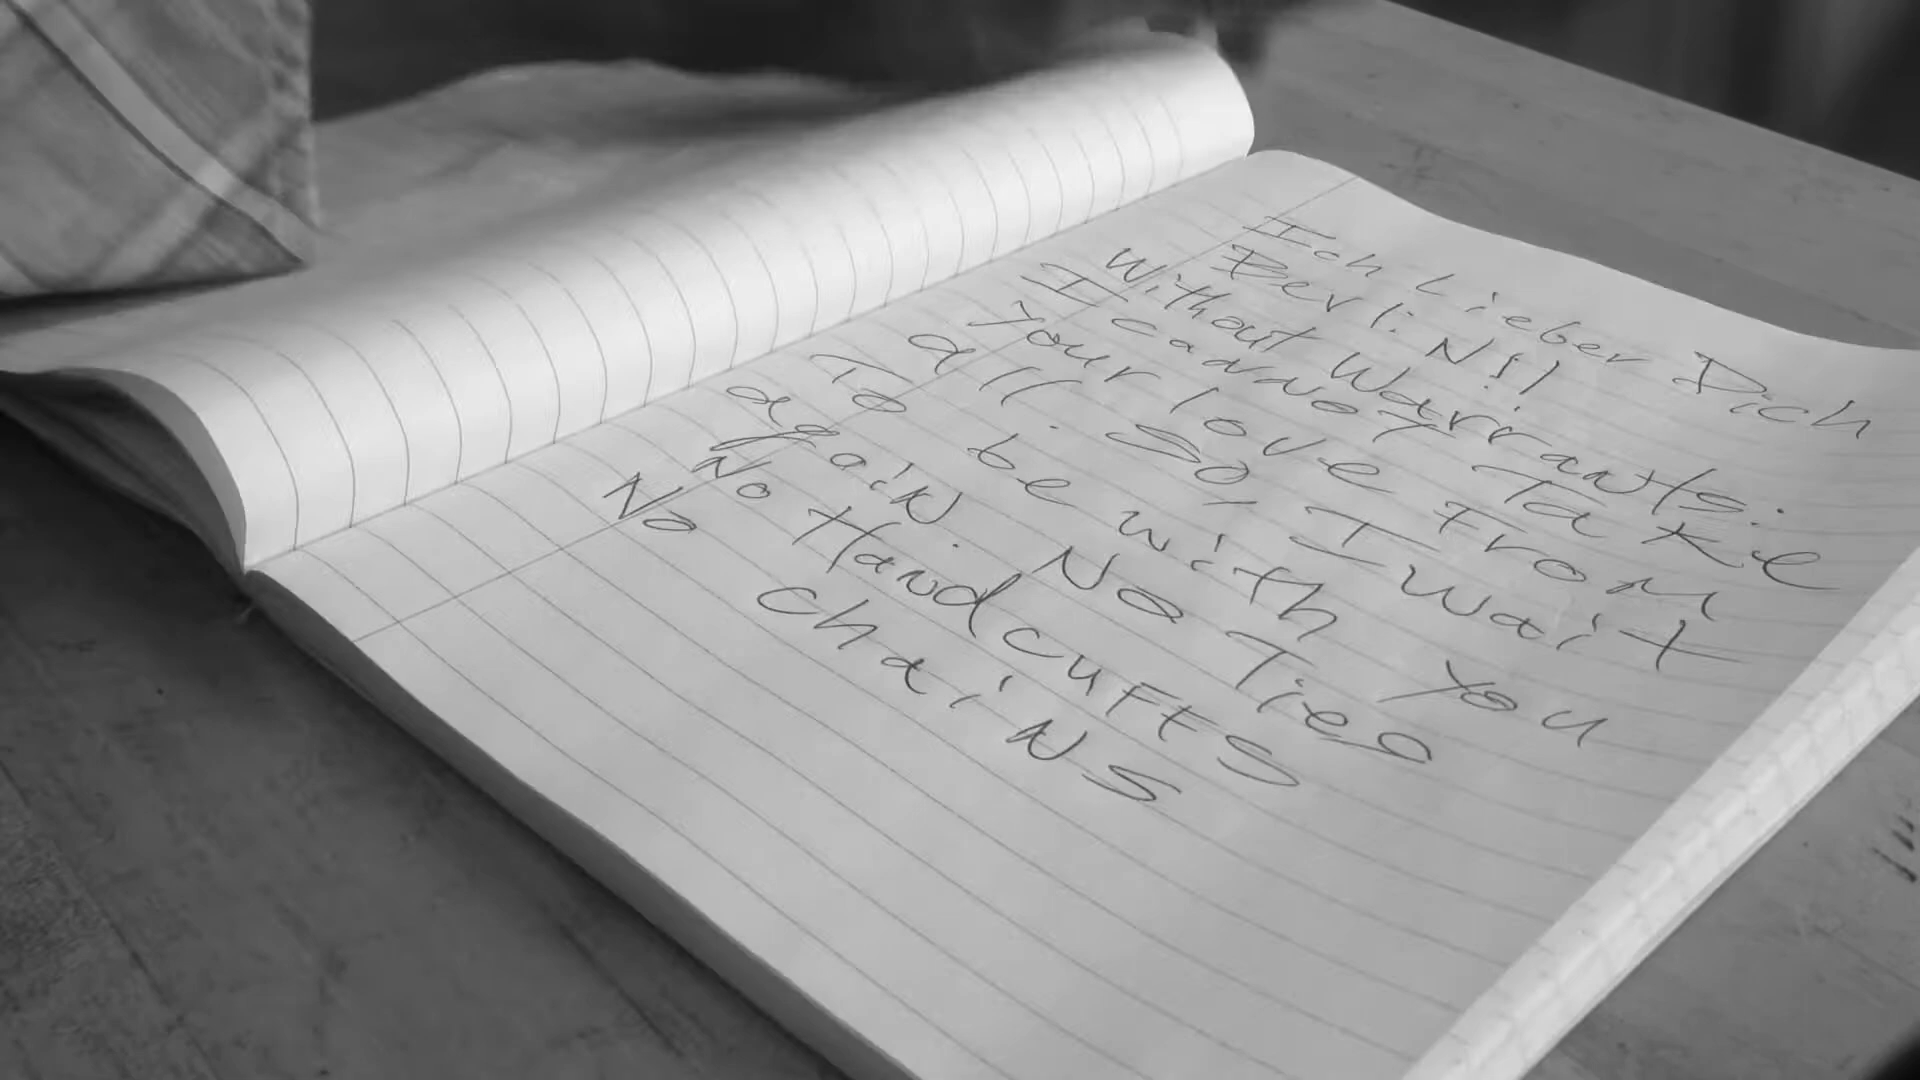 Ich Lieber Dich
Berlin!!
Without Warrants.
I cannot Take
your love From
all. So, I wait
To be with you
again. No Ties
No Handcuffs
No chains